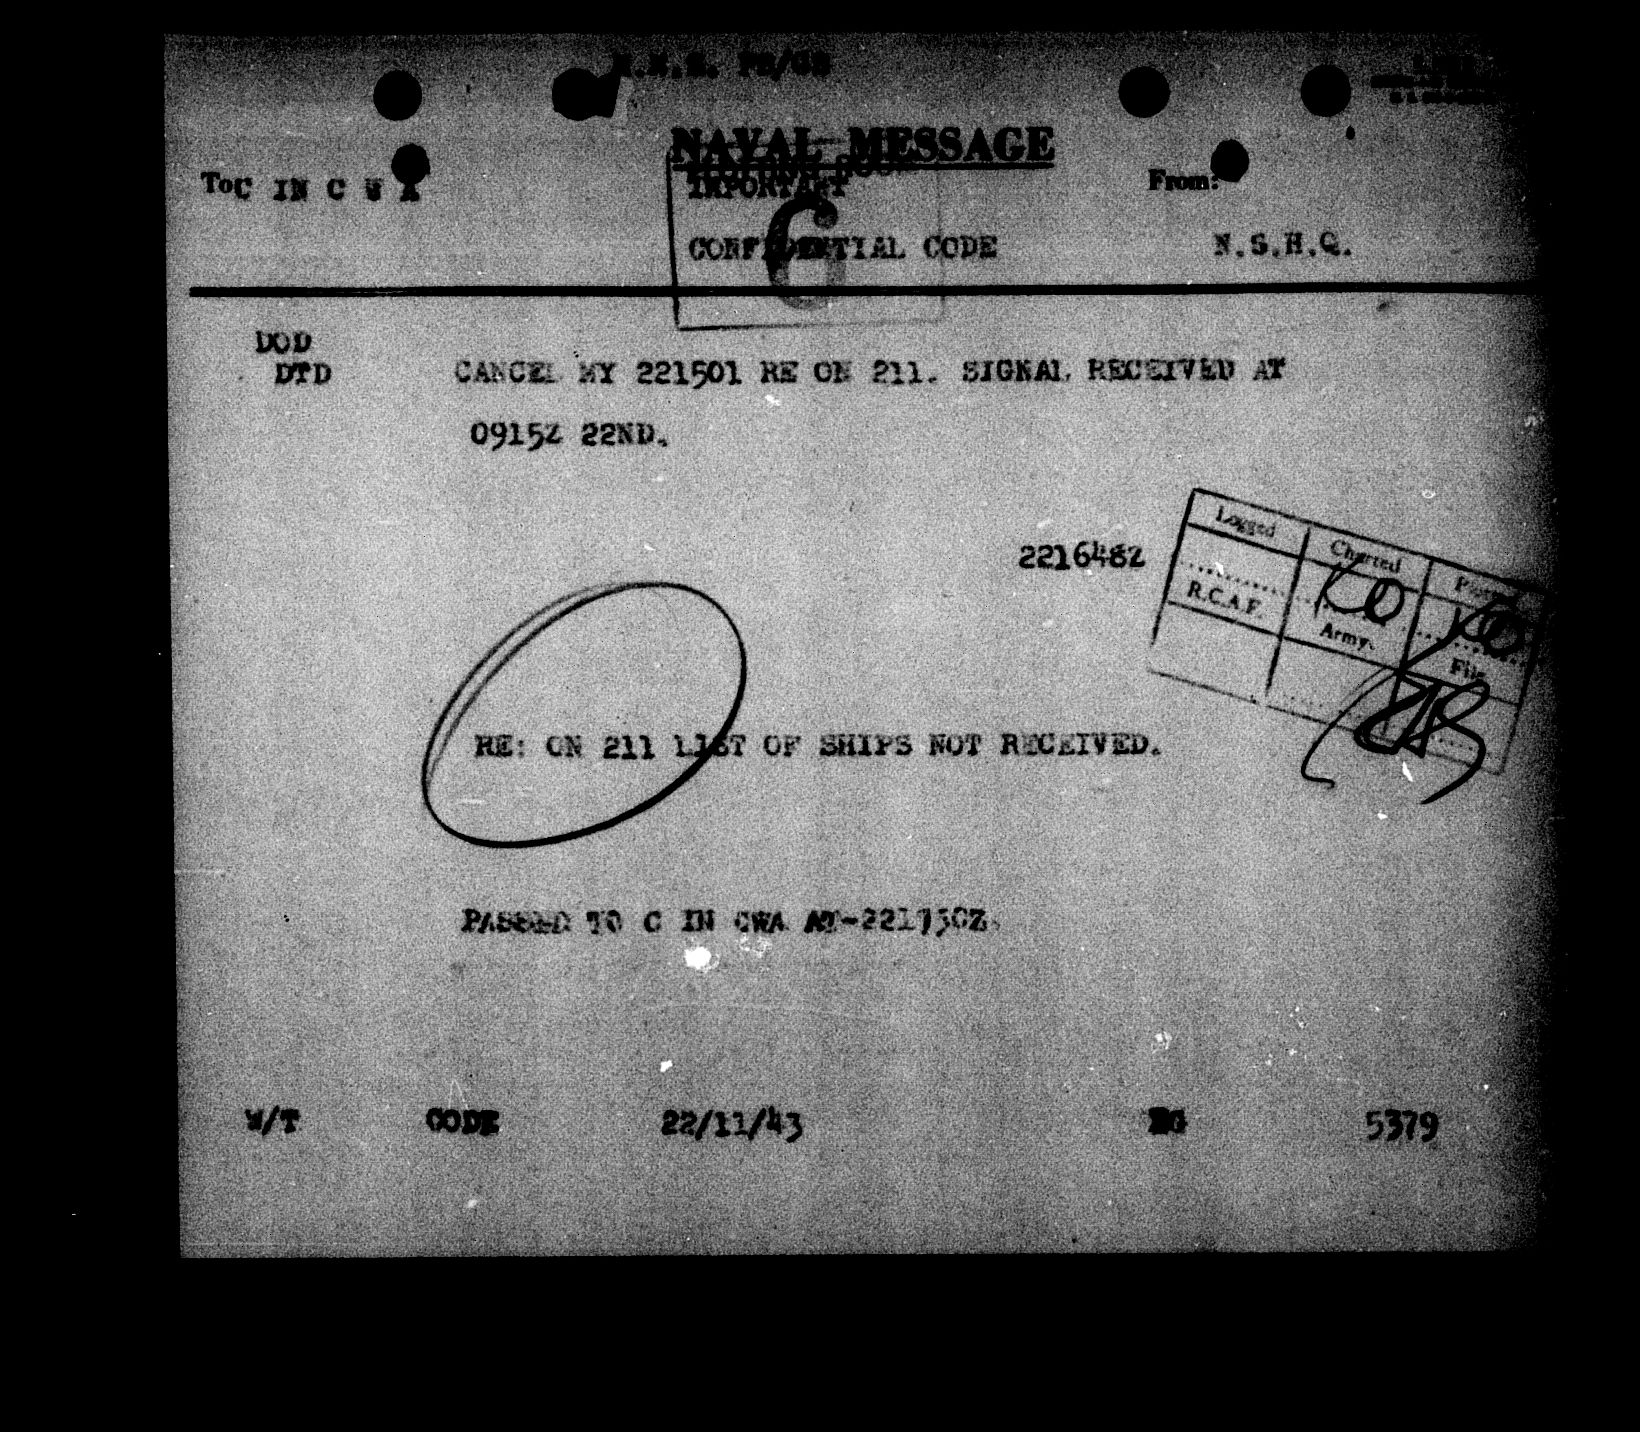 NAVAL MESSAGE
To: C IN C W A
From:
IMPORTANT
CONFIDENTIAL CODE
N.S.H.Q.
DOD
DTD
CANCEL MY 221501 RE ON 211. SIGNAL RECEIVED AT
0915Z 22ND.
221648Z
Logged Charted
R.C.A.F. Army. File
RE: ON 211 LIST OF SHIPS NOT RECEIVED.
PASSED TO C IN CWA AT-221730Z.
W/T CODE 22/11/43 5379